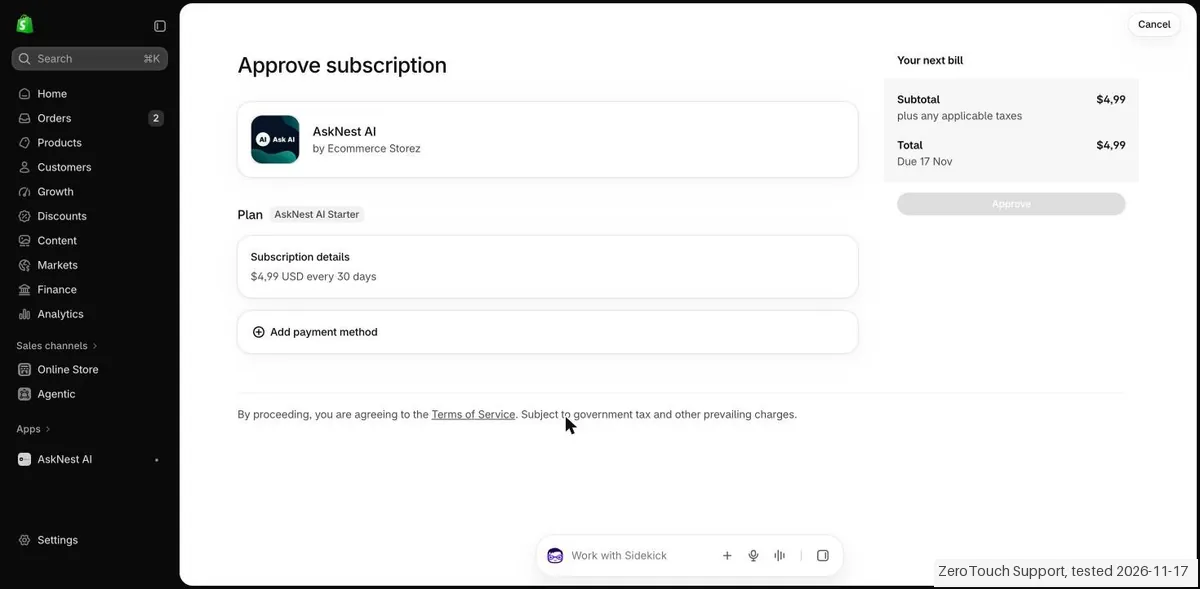 Search ⌘K
Home
Orders 2
Products
Customers
Growth
Discounts
Content
Markets
Finance
Analytics
Sales channels
Online Store
Agentic
Apps
AskNest AI
Settings
Cancel
Approve subscription
AI Ask AI
AskNest AI
by Ecommerce Storez
Plan AskNest AI Starter
Subscription details
$4,99 USD every 30 days
Add payment method
By proceeding, you are agreeing to the Terms of Service. Subject to government tax and other prevailing charges.
Your next bill
Subtotal $4,99
plus any applicable taxes
Total $4,99
Due 17 Nov
Approve
Work with Sidekick
ZeroTouch Support, tested 2026-11-17